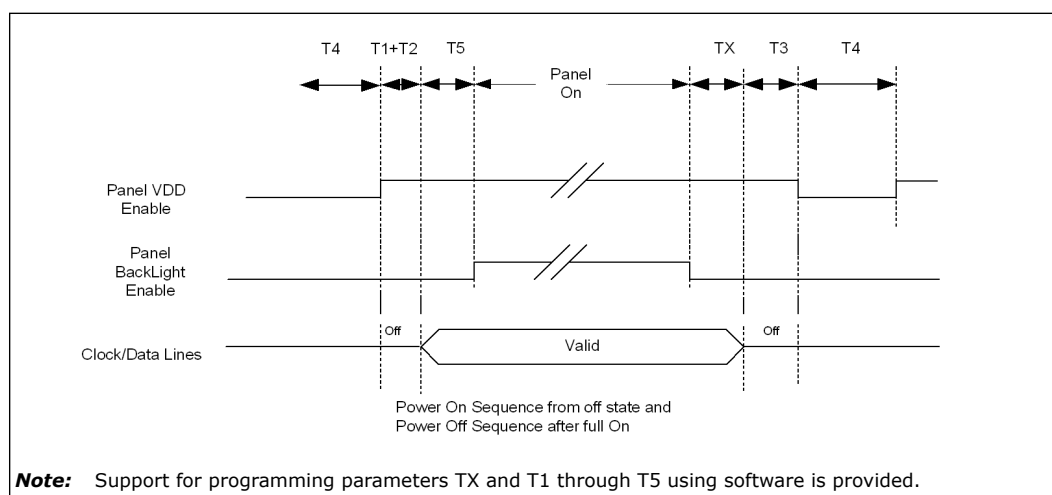 T4 T1+T2 T5 TX T3 T4
Panel
On
Panel VDD
Enable
Panel
BackLight
Enable
Off Off
Clock/Data Lines Valid
Power On Sequence from off state and
Power Off Sequence after full On
Note: Support for programming parameters TX and T1 through T5 using software is provided.